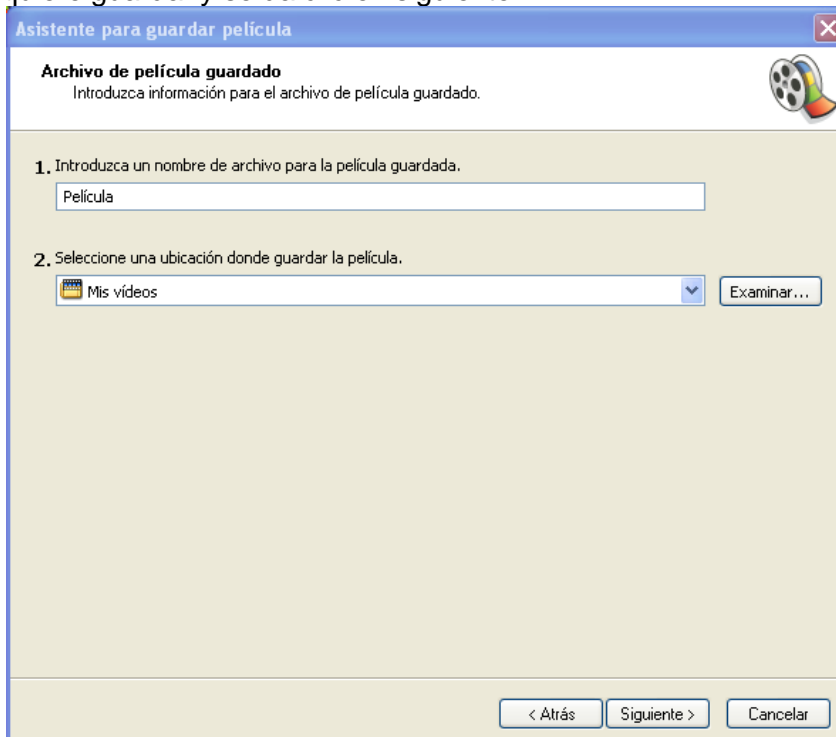 Asistente para guardar película
Archivo de película guardado
Introduzca información para el archivo de película guardado.
1. Introduzca un nombre de archivo para la película guardada.
Película
2. Seleccione una ubicación donde guardar la película.
Mis vídeos
Examinar...
< Atrás
Siguiente >
Cancelar